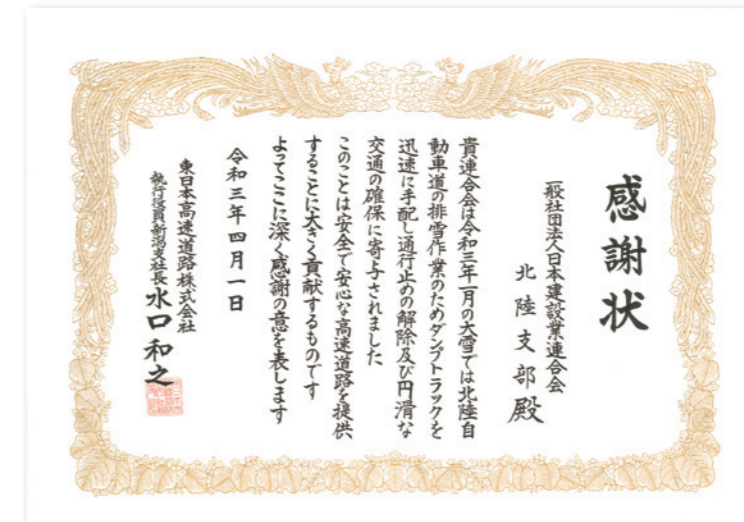 感謝状
一般社団法人日本建設業連合会
北陸支部殿
貴連合会は令和三年一月の大雪では北陸自
動車道の排雪作業のためダンプトラックを
迅速に手配し通行止めの解除及び円滑な
交通の確保に寄与されました
このことは安全で安心な高速道路を提供
することに大きく貢献するものです
よってここに深く感謝の意を表します
令和三年四月一日
東日本高速道路株式会社
執行役員新潟支社長水口和之